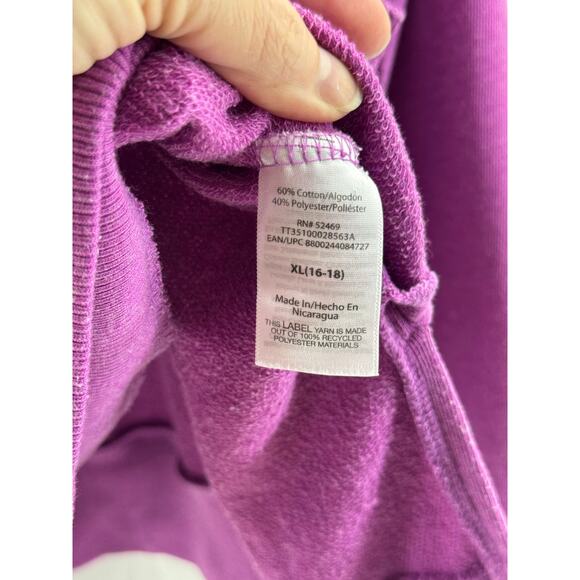 60% Cotton/Algodón
40% Polyester/Poliéster
RN# 52469
TT35100028563A
EAN/UPC 8800244084727
XL(16-18)
Made In/Hecho En
Nicaragua
THIS LABEL YARN IS MADE
OUT OF 100% RECYCLED
POLYESTER MATERIALS